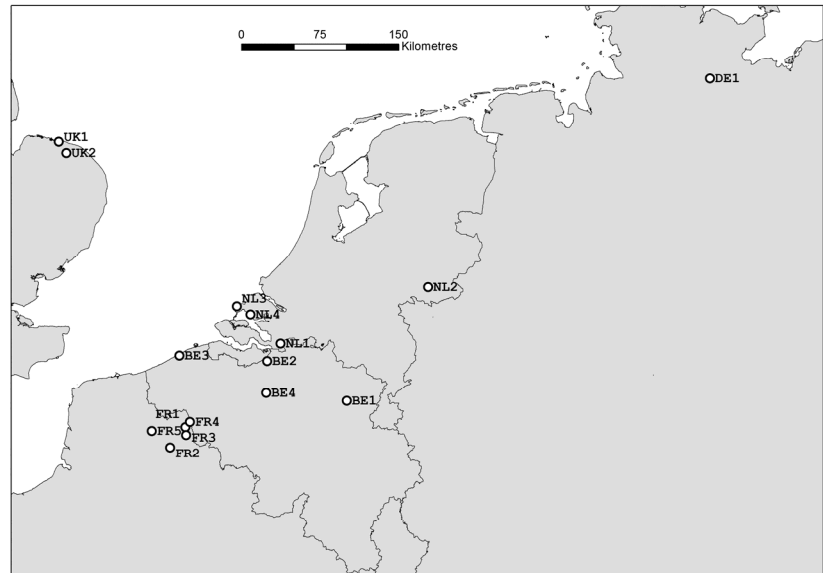 0 75 150
Kilometres
DE1
UK1
UK2
NL2
NL3
NL4
NL1
BE3
BE2
BE4
BE1
FR1
FR4
FR5
FR3
FR2